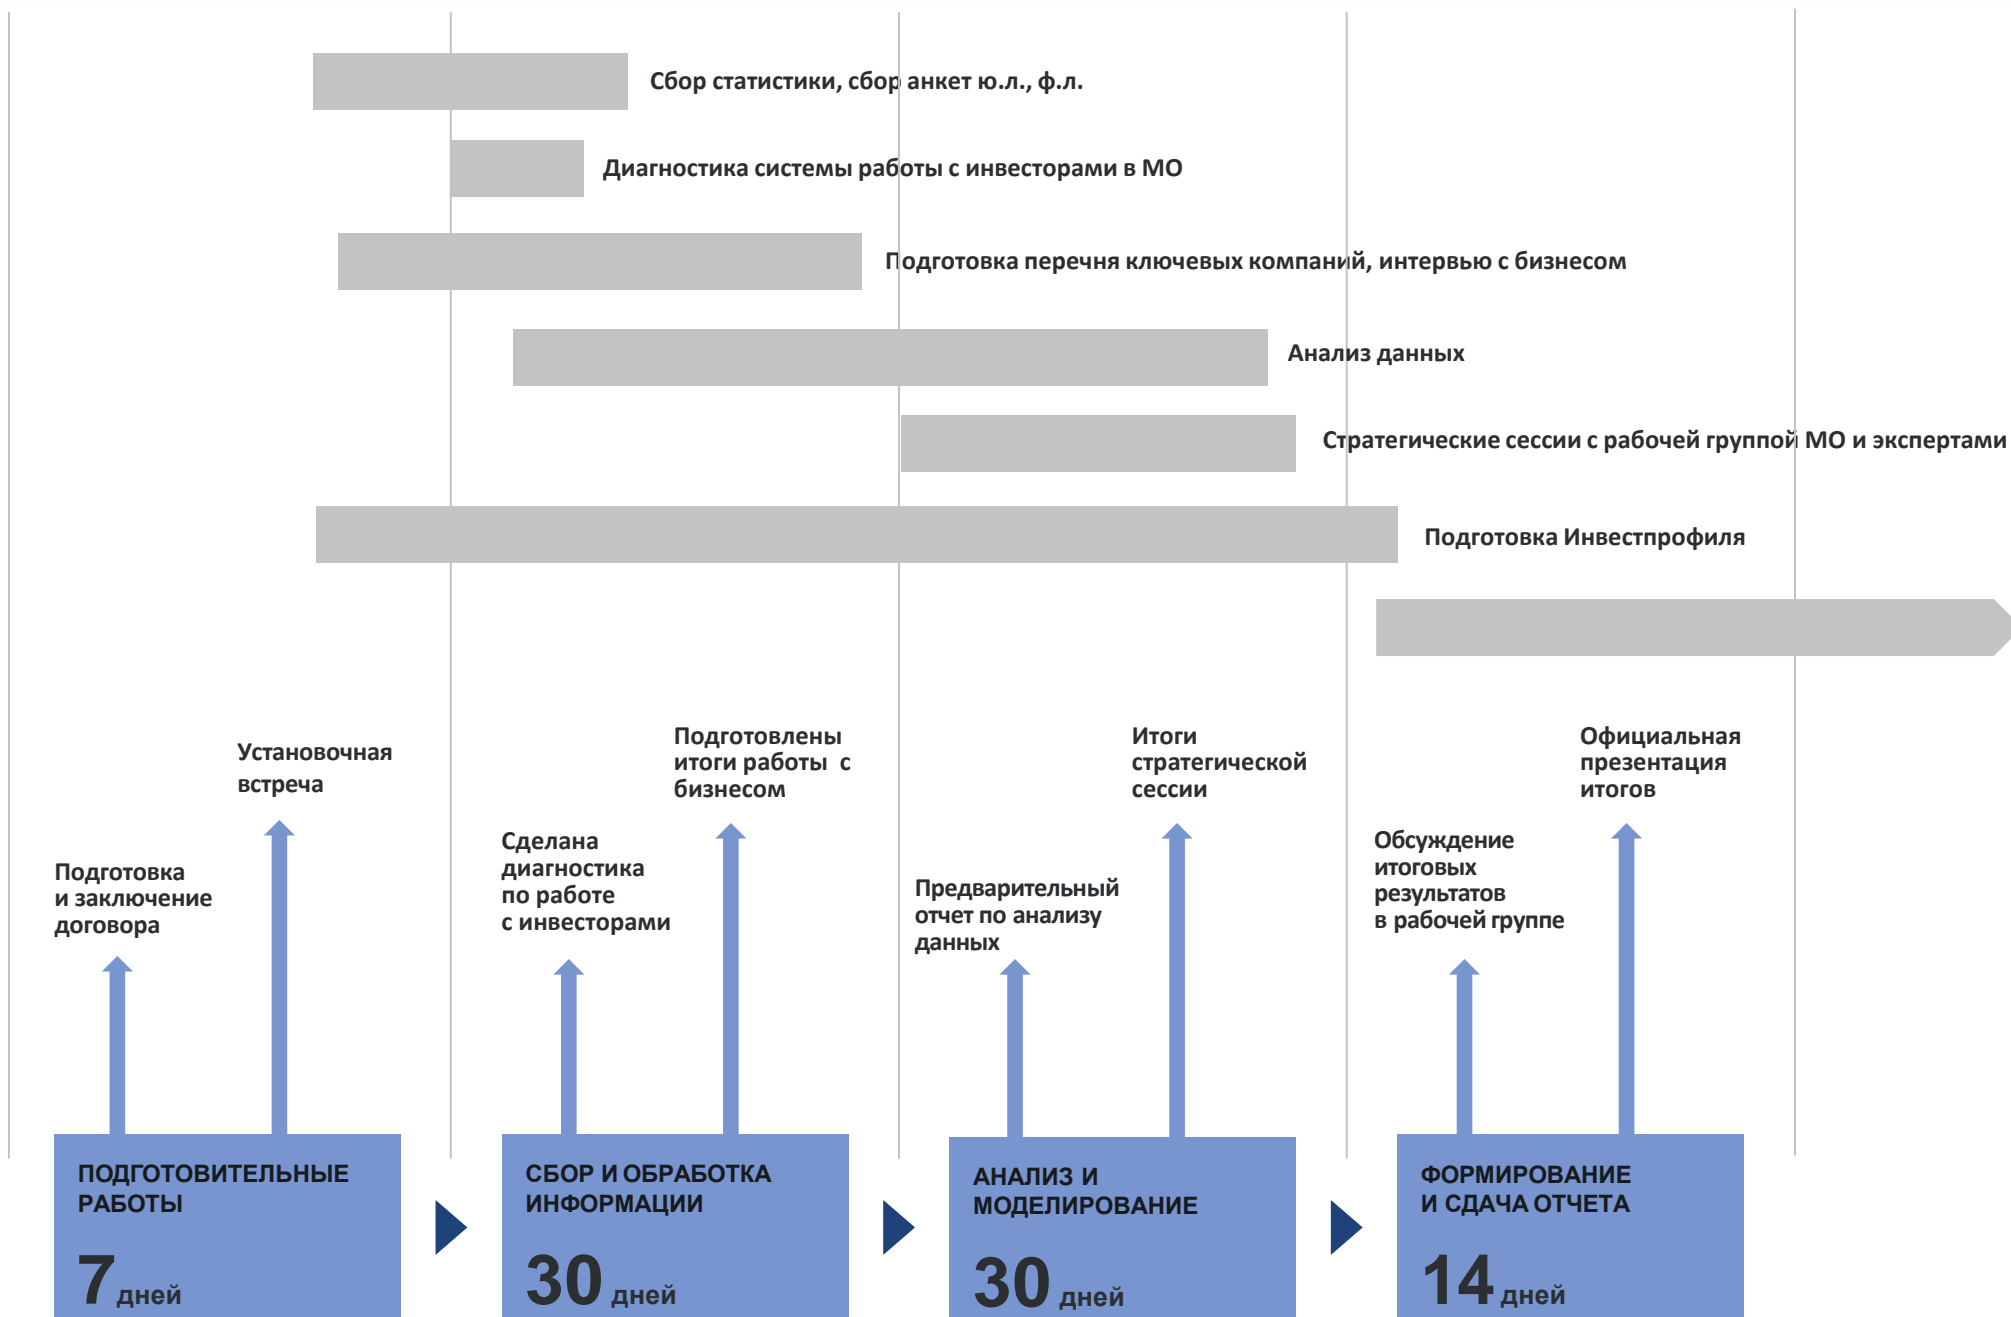 Сбор статистики, сбор анкет ю.л., ф.л.
Диагностика системы работы с инвесторами в МО
Подготовка перечня ключевых компаний, интервью с бизнесом
Анализ данных
Стратегические сессии с рабочей группой МО и экспертами
Подготовка Инвестпрофиля
Подготовка
и заключение
договора
Установочная
встреча
Сделана
диагностика
по работе
с инвесторами
Подготовлены
итоги работы с
бизнесом
Предварительный
отчет по анализу
данных
Итоги
стратегической
сессии
Обсуждение
итоговых
результатов
в рабочей группе
Официальная
презентация
итогов
ПОДГОТОВИТЕЛЬНЫЕ
РАБОТЫ
7 дней
СБОР И ОБРАБОТКА
ИНФОРМАЦИИ
30 дней
АНАЛИЗ И
МОДЕЛИРОВАНИЕ
30 дней
ФОРМИРОВАНИЕ
И СДАЧА ОТЧЕТА
14 дней